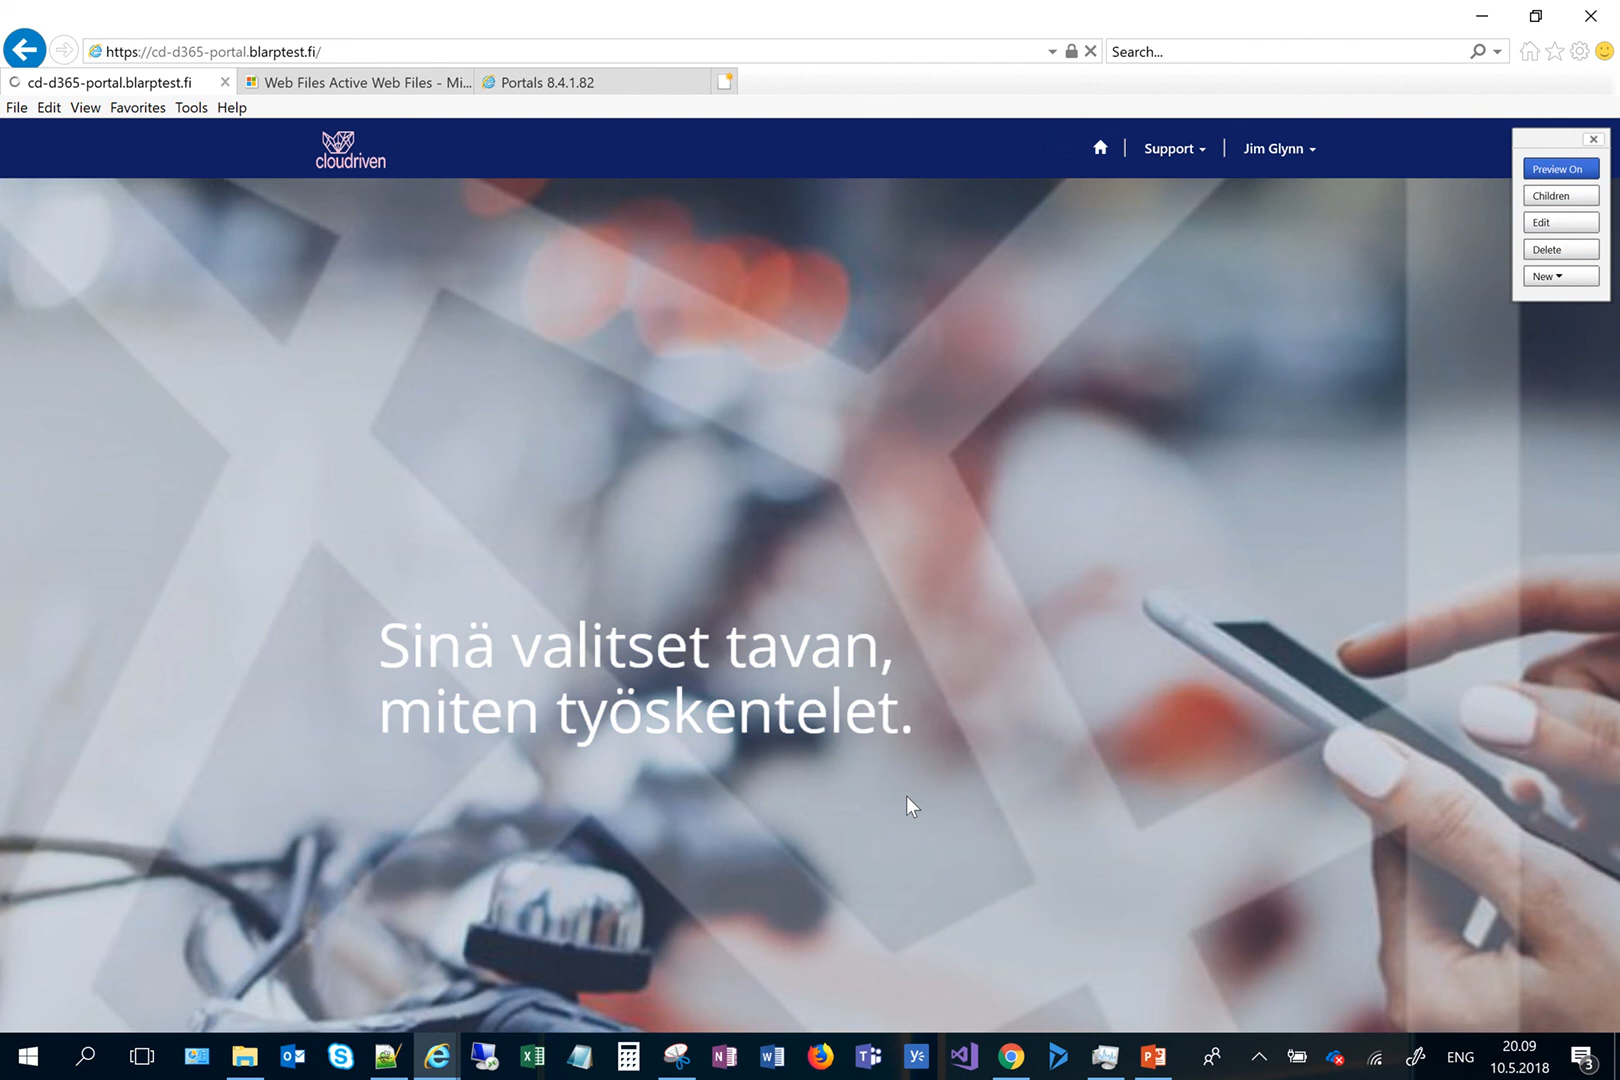 https://cd-d365-portal.blarptest.fi/
Search...
cd-d365-portal.blarptest.fi
Web Files Active Web Files - Mi...
Portals 8.4.1.82
File Edit View Favorites Tools Help
cloudriven
Support
Jim Glynn
Preview On
Children
Edit
Delete
New
Sinä valitset tavan,
miten työskentelet.
ENG
20.09
10.5.2018
3